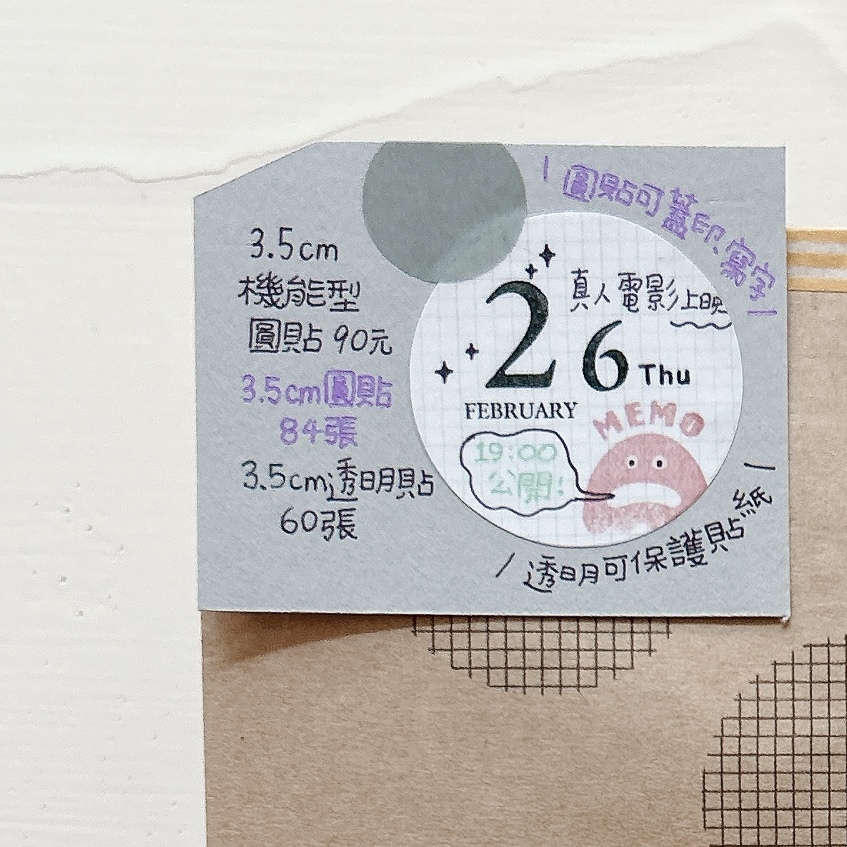 3.5cm
機能型
圓貼 90元
3.5cm圓貼
84張
3.5cm透明貼
60張
圓貼可蓋印、寫字
真人電影上映
26 Thu
FEBRUARY
MEMO
19:00
公開!
透明可保護貼紙